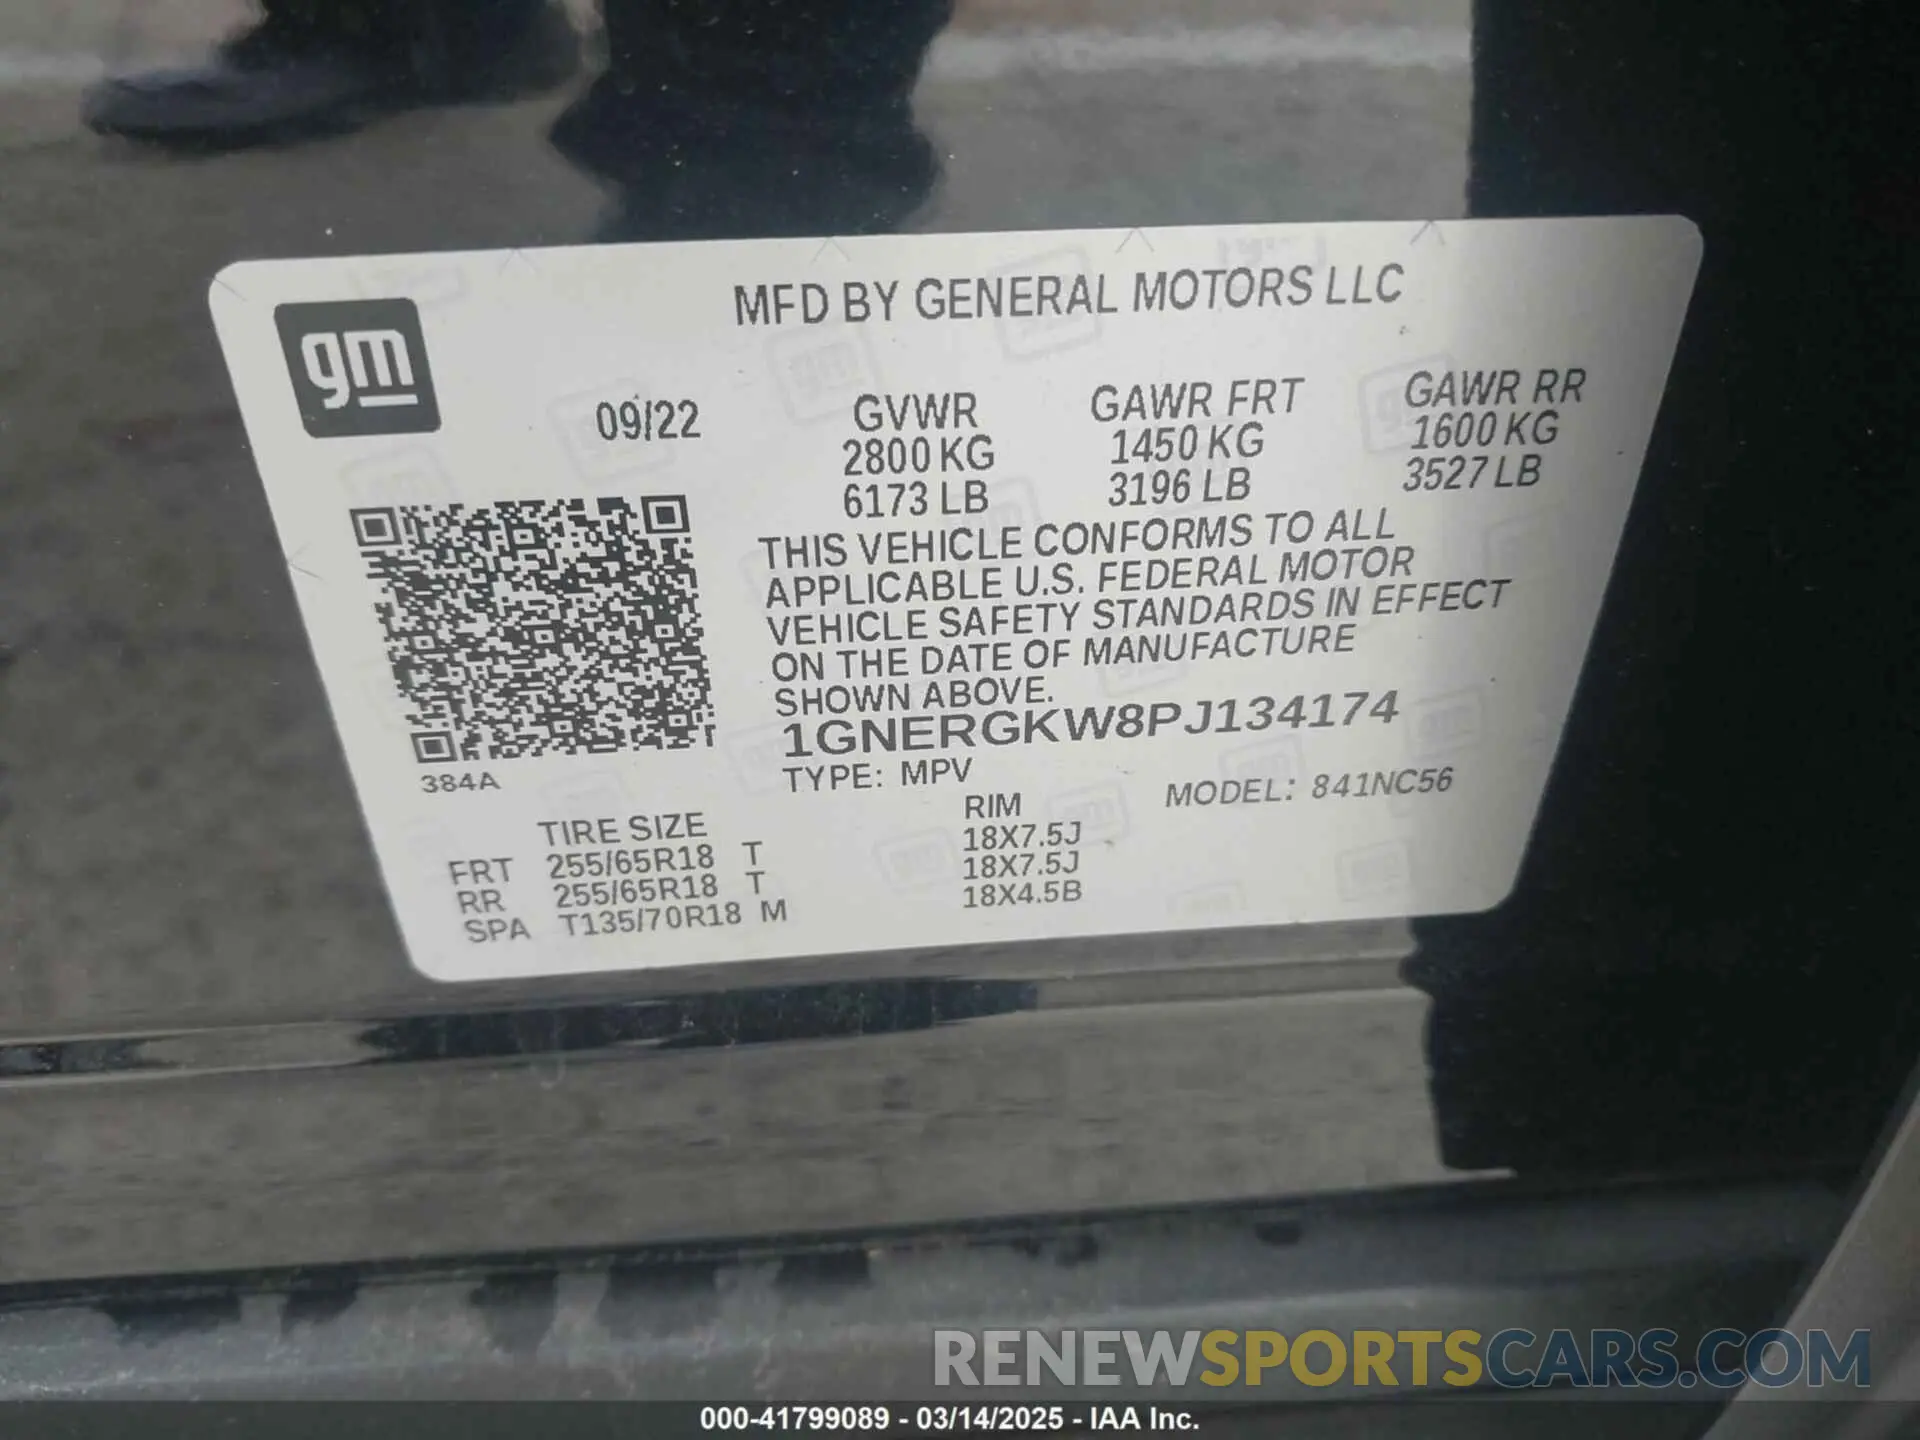 MFD BY GENERAL MOTORS LLC
gm
09/22 GVWR GAWR FRT GAWR RR
2800 KG 1450 KG 1600 KG
6173 LB 3196 LB 3527 LB
THIS VEHICLE CONFORMS TO ALL
APPLICABLE U.S. FEDERAL MOTOR
VEHICLE SAFETY STANDARDS IN EFFECT
ON THE DATE OF MANUFACTURE
SHOWN ABOVE.
1GNERGKW8PJ134174
384A
TYPE: MPV MODEL: 841NC56
TIRE SIZE RIM
FRT 255/65R18 T 18X7.5J
RR 255/65R18 T 18X7.5J
SPA T135/70R18 M 18X4.5B
RENEWSPORTSCARS.COM
000-41799089 - 03/14/2025 - IAA Inc.